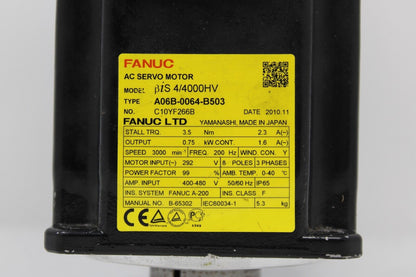 FANUC
AC SERVO MOTOR
MODEL βiS 4/4000HV
TYPE A06B-0064-B503
NO. C10YF266B DATE 2010.11
FANUC LTD YAMANASHI, MADE IN JAPAN
STALL TRQ. 3.5 Nm 2.3 A(~)
OUTPUT 0.75 kW CONT. 1.6 A(~)
SPEED 3000 min⁻¹ FREQ. 200 Hz WIND. CON. Y
MOTOR INPUT(~) 292 V 8 POLES 3 PHASES
POWER FACTOR 99 % AMB. TEMP. 0-40 °C
AMP. INPUT 400-480 V 50/60 Hz IP65
INS. SYSTEM FANUC A-200 INS. CLASS F
MANUAL NO. B-65302 IEC60034-1 5.3 kg
CE